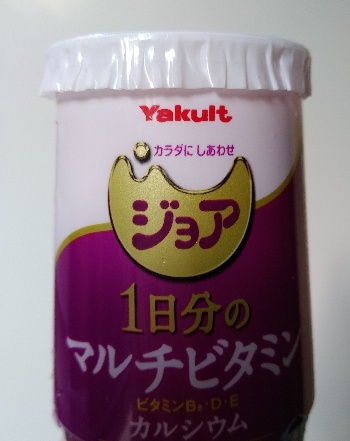 Yakult
カラダに しあわせ
ジョア
1日分の
マルチビタミン
ビタミンB₆·D·E
カルシウム